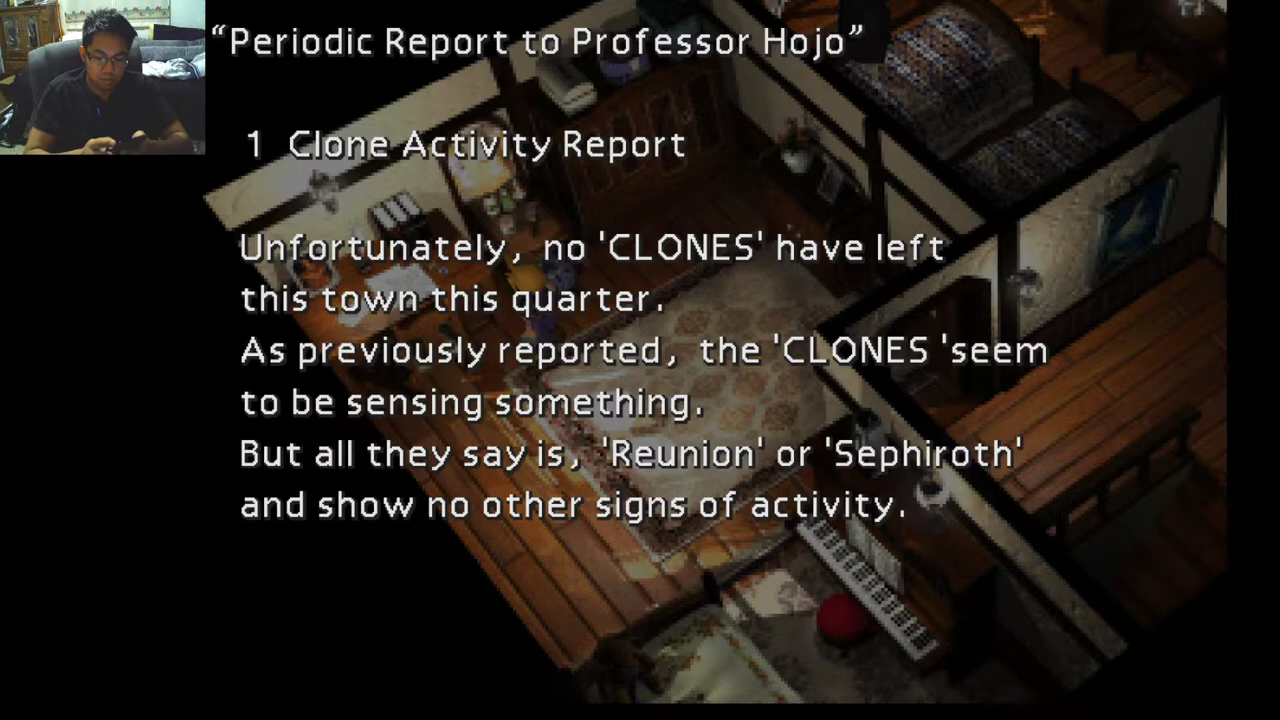 “Periodic Report to Professor Hojo”
1 Clone Activity Report
Unfortunately, no 'CLONES' have left
this town this quarter.
As previously reported, the 'CLONES 'seem
to be sensing something.
But all they say is, 'Reunion' or 'Sephiroth'
and show no other signs of activity.